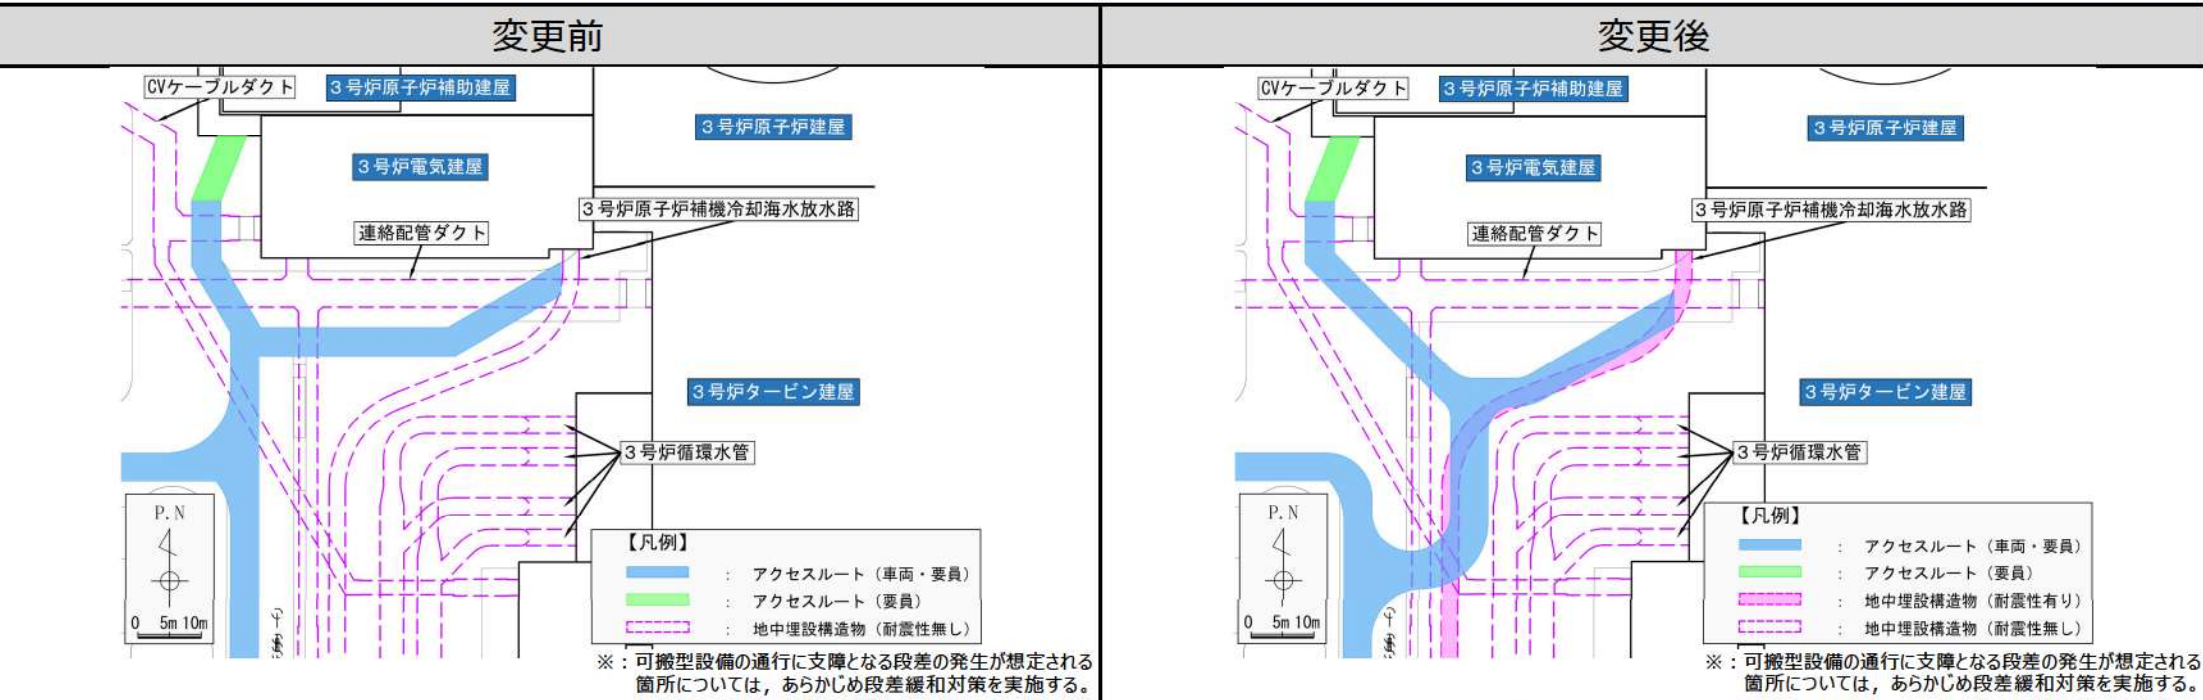 変更前
CVケーブルダクト
3号炉原子炉補助建屋
3号炉原子炉建屋
3号炉電気建屋
3号炉原子炉補機冷却海水放水路
連絡配管ダクト
3号炉タービン建屋
3号炉循環水管
P.N
0 5m 10m
【凡例】
： アクセスルート（車両・要員）
： アクセスルート（要員）
： 地中埋設構造物（耐震性無し）
※：可搬型設備の通行に支障となる段差の発生が想定される
箇所については，あらかじめ段差緩和対策を実施する。
変更後
CVケーブルダクト
3号炉原子炉補助建屋
3号炉原子炉建屋
3号炉電気建屋
3号炉原子炉補機冷却海水放水路
連絡配管ダクト
3号炉タービン建屋
3号炉循環水管
P.N
0 5m 10m
【凡例】
： アクセスルート（車両・要員）
： アクセスルート（要員）
： 地中埋設構造物（耐震性有り）
： 地中埋設構造物（耐震性無し）
※：可搬型設備の通行に支障となる段差の発生が想定される
箇所については，あらかじめ段差緩和対策を実施する。